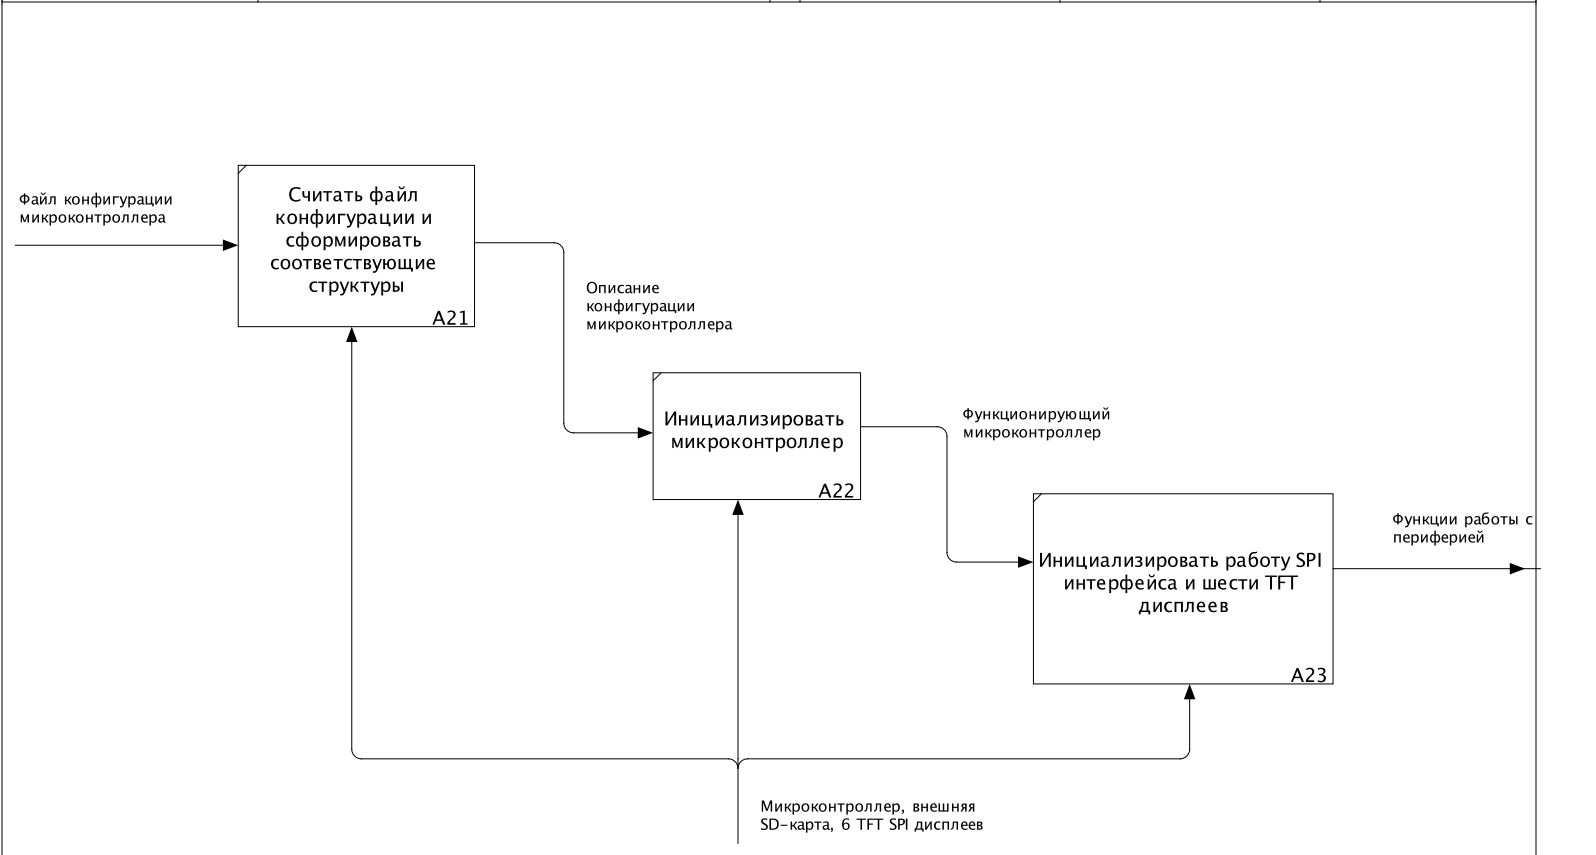 Файл конфигурации
микроконтроллера
Считать файл
конфигурации и
сформировать
соответствующие
структуры
A21
Описание
конфигурации
микроконтроллера
Инициализировать
микроконтроллер
A22
Функционирующий
микроконтроллер
Инициализировать работу SPI
интерфейса и шести TFT
дисплеев
A23
Функции работы с
периферией
Микроконтроллер, внешняя
SD-карта, 6 TFT SPI дисплеев